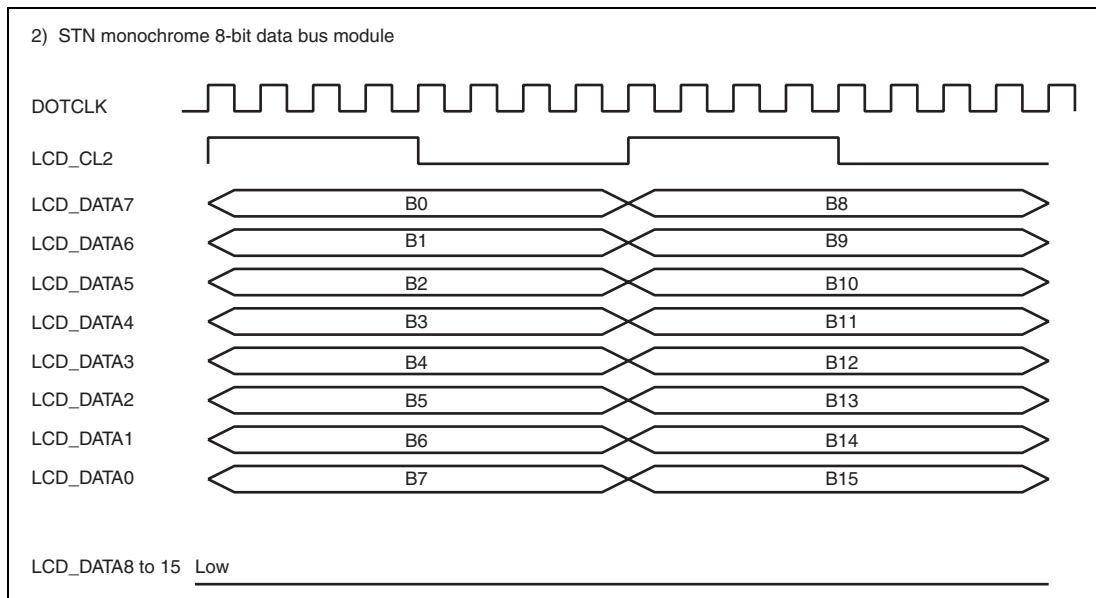 2) STN monochrome 8-bit data bus module
DOTCLK
LCD_CL2
LCD_DATA7 B0 B8
LCD_DATA6 B1 B9
LCD_DATA5 B2 B10
LCD_DATA4 B3 B11
LCD_DATA3 B4 B12
LCD_DATA2 B5 B13
LCD_DATA1 B6 B14
LCD_DATA0 B7 B15
LCD_DATA8 to 15 Low